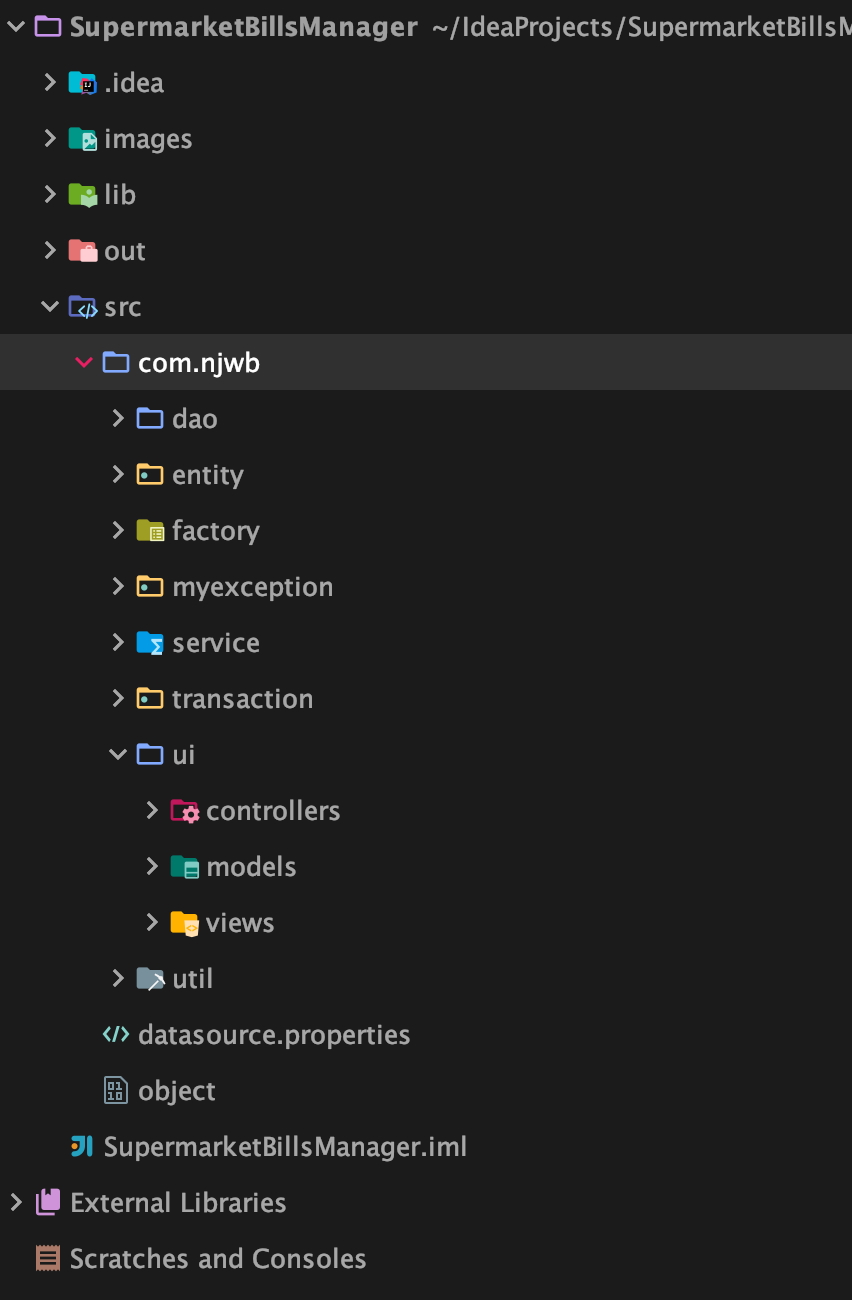 SupermarketBillsManager ~/IdeaProjects/SupermarketBillsM
.idea
images
lib
out
src
com.njwb
dao
entity
factory
myexception
service
transaction
ui
controllers
models
views
util
datasource.properties
object
SupermarketBillsManager.iml
External Libraries
Scratches and Consoles